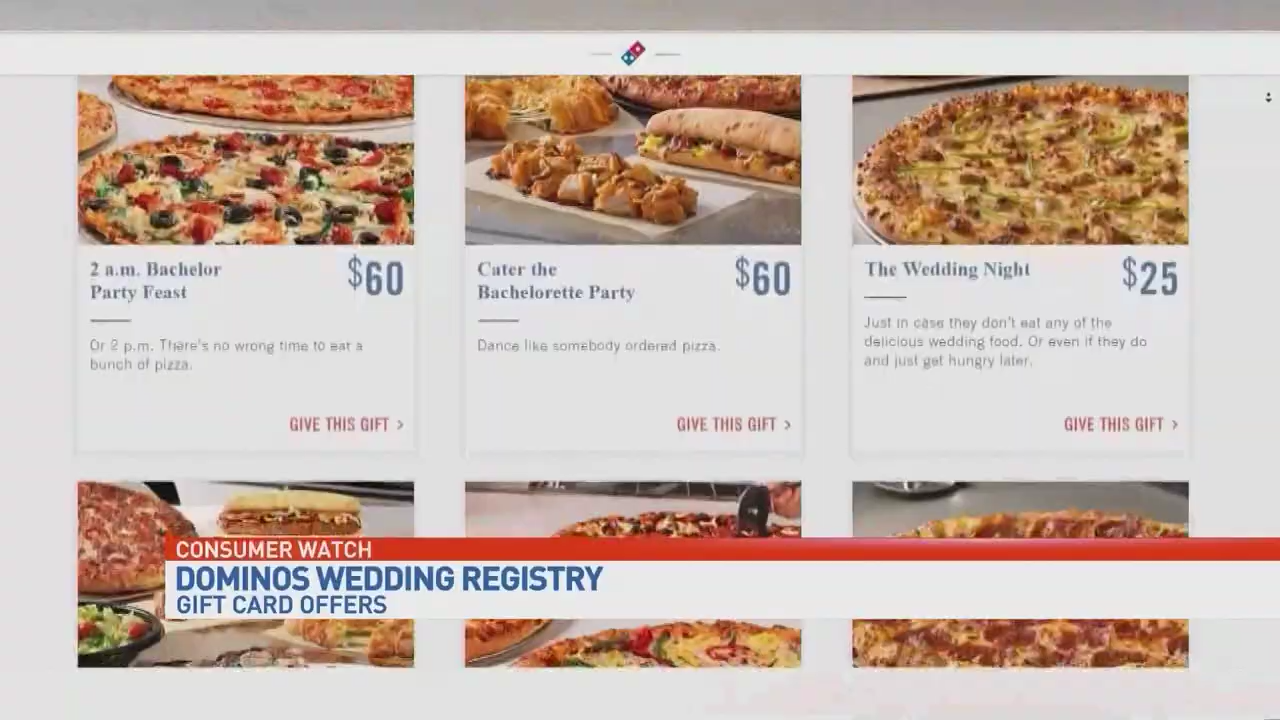 2 a.m. Bachelor
Party Feast
$60
Or 2 p.m. There's no wrong time to eat a
bunch of pizza.
GIVE THIS GIFT >
Cater the
Bachelorette Party
$60
Dance like somebody ordered pizza.
GIVE THIS GIFT >
The Wedding Night
$25
Just in case they don't eat any of the
delicious wedding food. Or even if they do
and just get hungry later.
GIVE THIS GIFT >
CONSUMER WATCH
DOMINOS WEDDING REGISTRY
GIFT CARD OFFERS